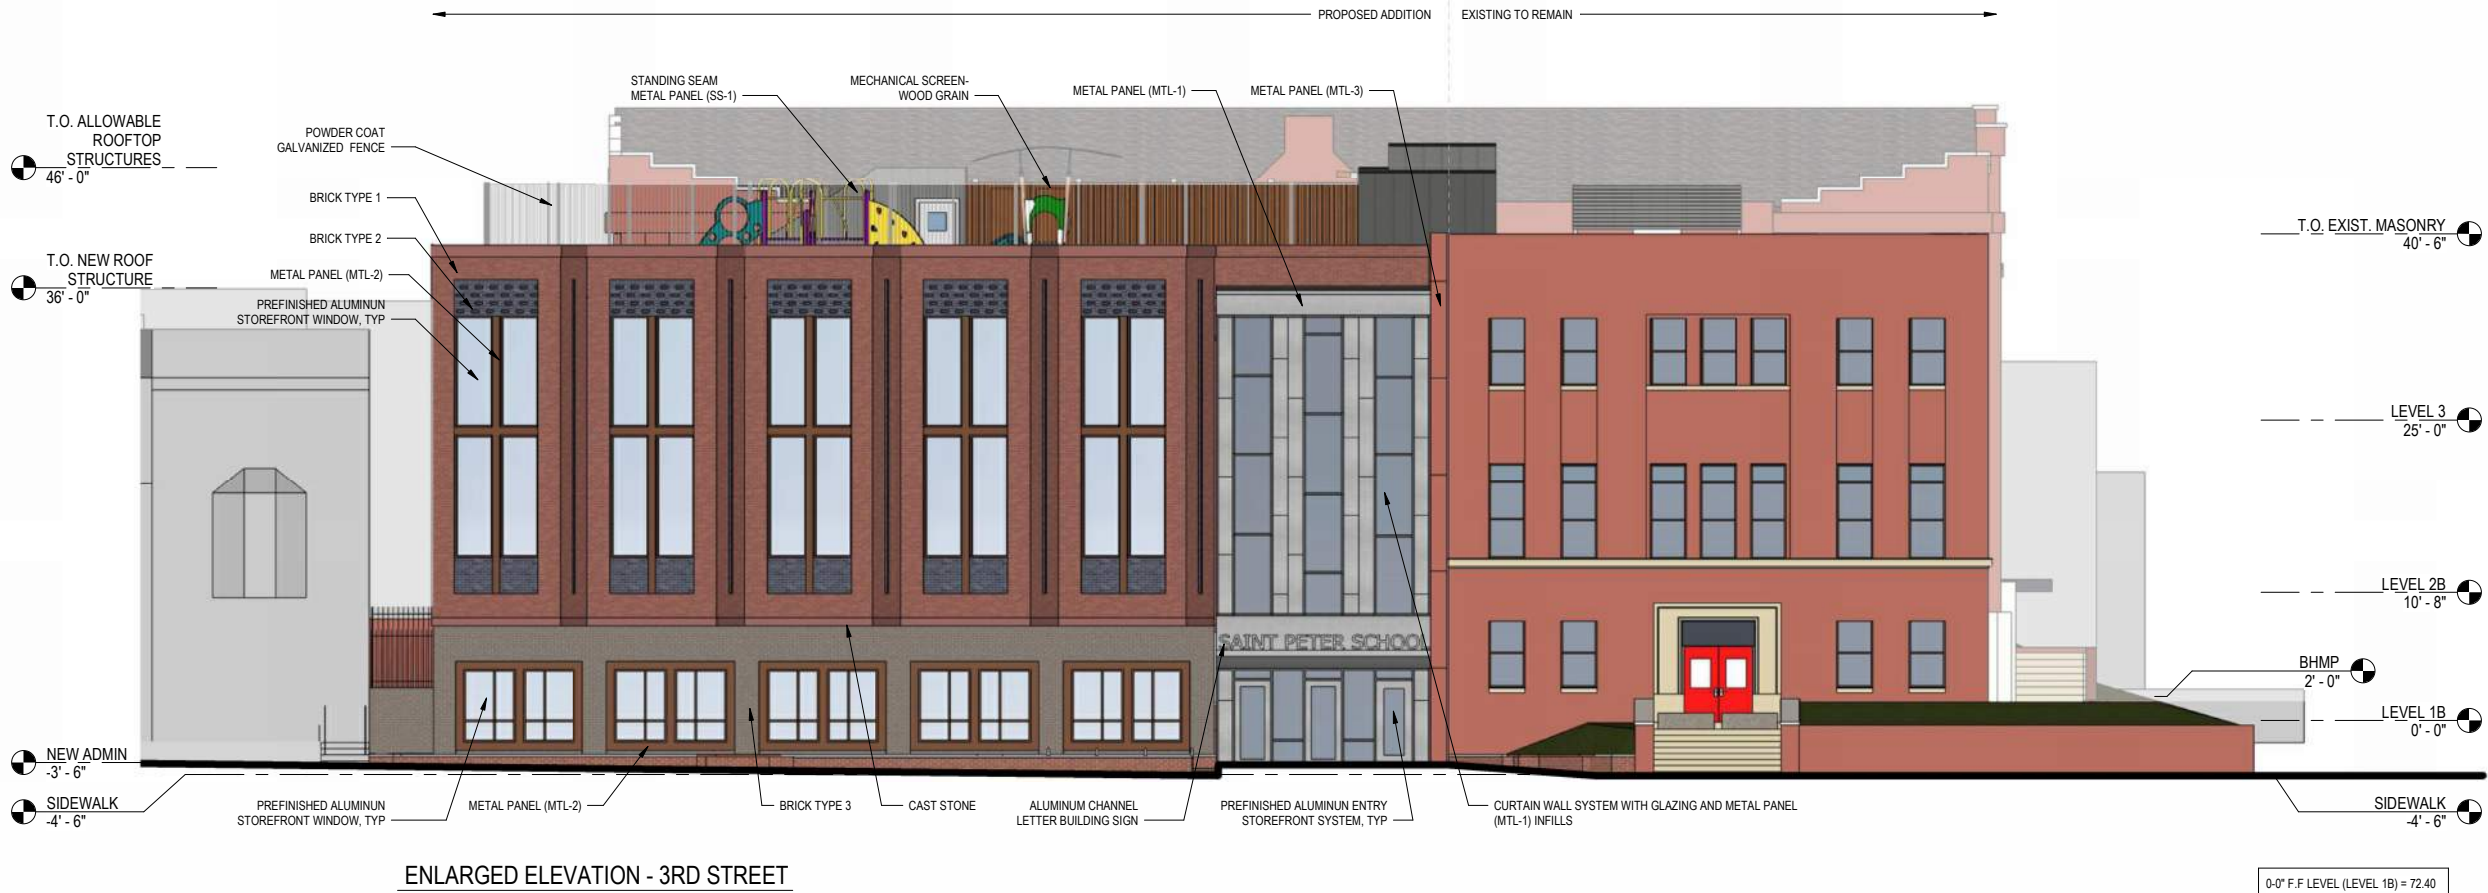 PROPOSED ADDITION
EXISTING TO REMAIN
STANDING SEAM
METAL PANEL (SS-1)
MECHANICAL SCREEN-
WOOD GRAIN
METAL PANEL (MTL-1)
METAL PANEL (MTL-3)
T.O. ALLOWABLE
ROOFTOP
STRUCTURES
46' - 0"
POWDER COAT
GALVANIZED FENCE
BRICK TYPE 1
BRICK TYPE 2
T.O. NEW ROOF
STRUCTURE
36' - 0"
METAL PANEL (MTL-2)
PREFINISHED ALUMINUN
STOREFRONT WINDOW, TYP
T.O. EXIST. MASONRY
40' - 6"
LEVEL 3
25' - 0"
LEVEL 2B
10' - 8"
SAINT PETER SCHOOL
BHMP
2' - 0"
LEVEL 1B
0' - 0"
NEW ADMIN
-3' - 6"
SIDEWALK
-4' - 6"
PREFINISHED ALUMINUN
STOREFRONT WINDOW, TYP
METAL PANEL (MTL-2)
BRICK TYPE 3
CAST STONE
ALUMINUM CHANNEL
LETTER BUILDING SIGN
PREFINISHED ALUMINUN ENTRY
STOREFRONT SYSTEM, TYP
CURTAIN WALL SYSTEM WITH GLAZING AND METAL PANEL
(MTL-1) INFILLS
SIDEWALK
-4' - 6"
ENLARGED ELEVATION - 3RD STREET
0-0" F.F LEVEL (LEVEL 1B) = 72.40